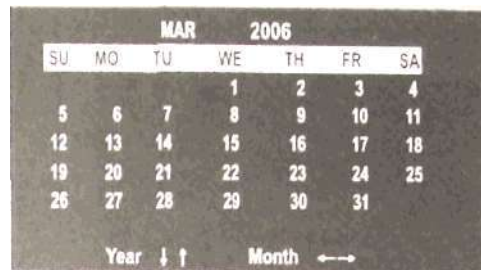 MAR 2006
SU MO TU WE TH FR SA
1 2 3 4
5 6 7 8 9 10 11
12 13 14 15 16 17 18
19 20 21 22 23 24 25
26 27 28 29 30 31
Year ↓ ↑ Month ←→